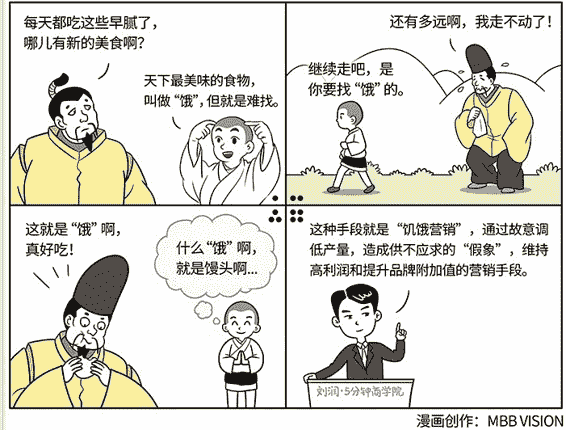 每天都吃这些早腻了，
哪儿有新的美食啊？
天下最美味的食物，
叫做“饿”，但就是难找。
还有多远啊，我走不动了！
继续走吧，是
你要找“饿”的。
这就是“饿”啊，
真好吃！
什么“饿”啊，
就是馒头啊...
这种手段就是“饥饿营销”，通过故意调
低产量，造成供不应求的“假象”，维持
高利润和提升品牌附加值的营销手段。
刘润·5分钟商学院
漫画创作：MBB VISION